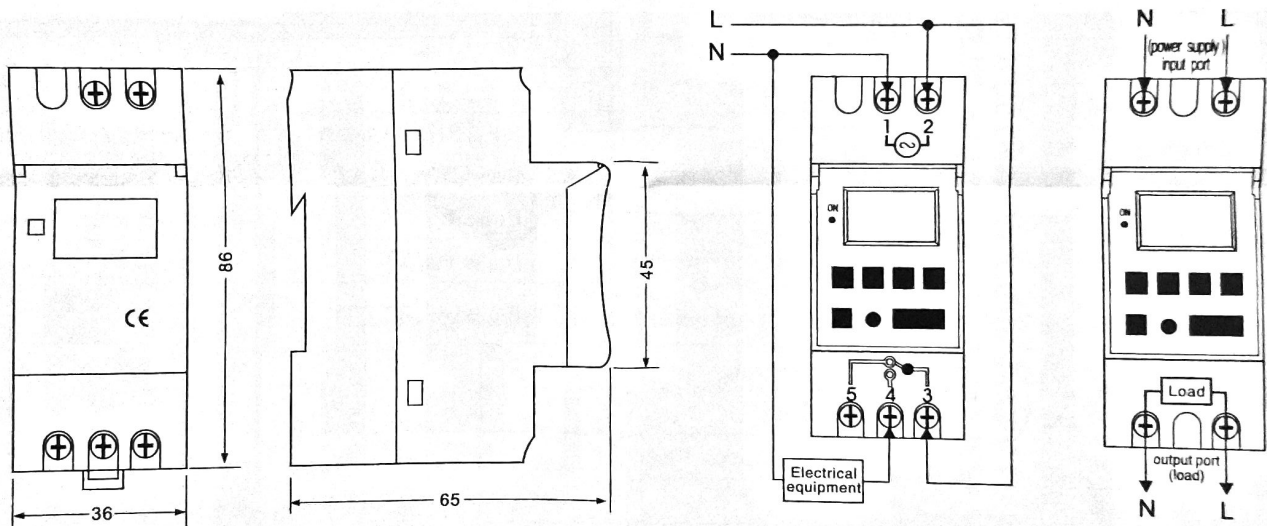 86
CE
36
65
45
L
N
1 2
ON
5 4 3
Electrical
equipment
N L
(power supply)
input port
ON
Load
output port
(load)
N L